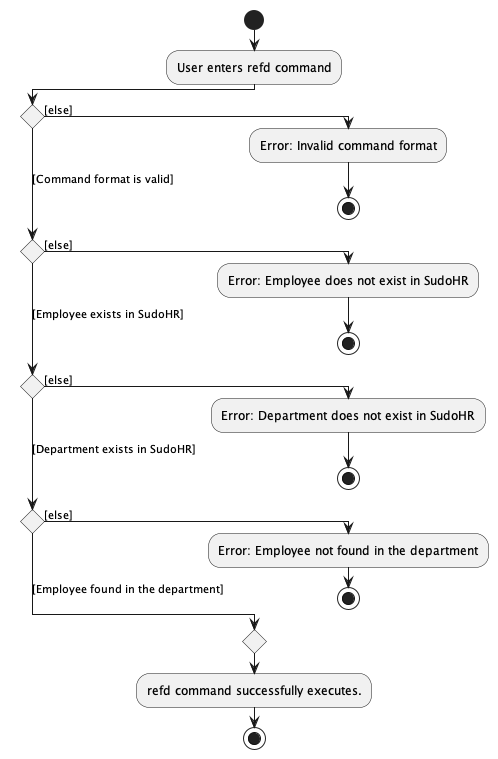 User enters refd command
[else]
Error: Invalid command format
[Command format is valid]
[else]
Error: Employee does not exist in SudoHR
[Employee exists in SudoHR]
[else]
Error: Department does not exist in SudoHR
[Department exists in SudoHR]
[else]
Error: Employee not found in the department
[Employee found in the department]
refd command successfully executes.